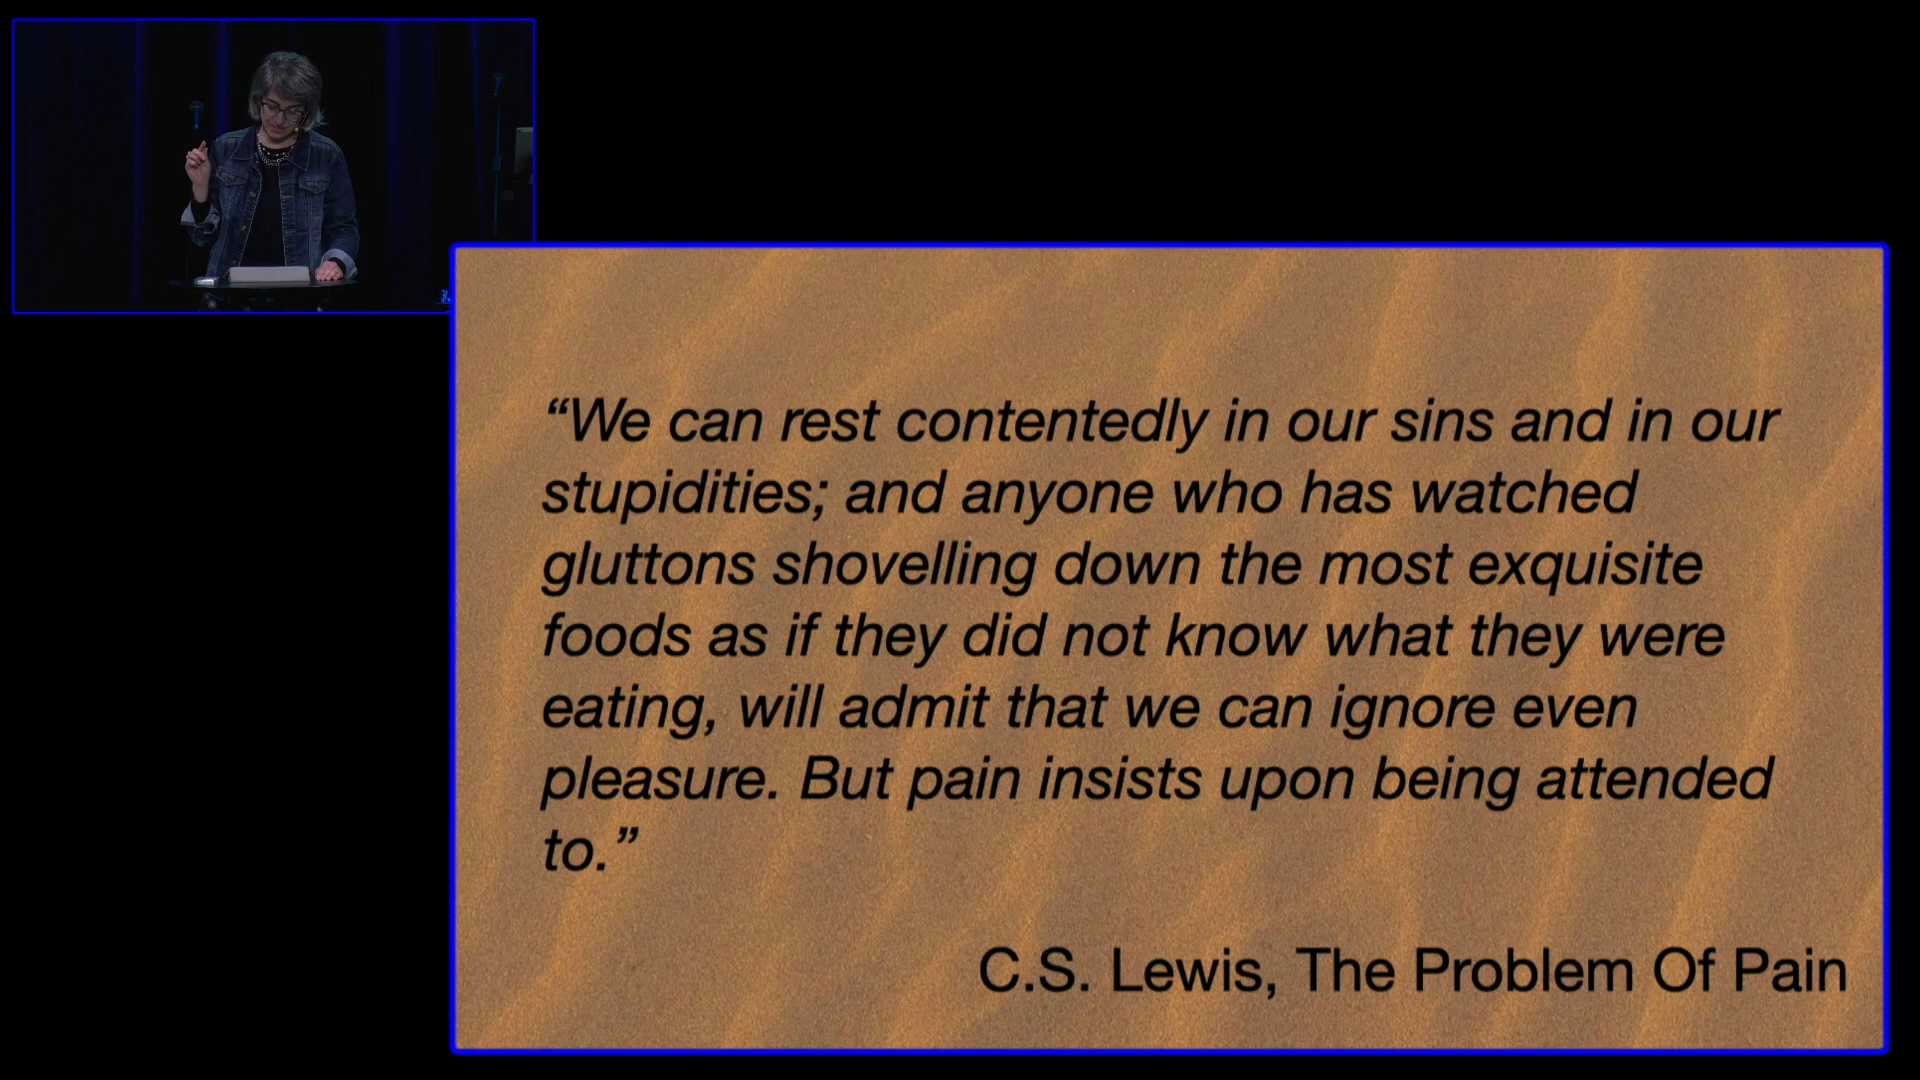 “We can rest contentedly in our sins and in our
stupidities; and anyone who has watched
gluttons shovelling down the most exquisite
foods as if they did not know what they were
eating, will admit that we can ignore even
pleasure. But pain insists upon being attended
to.”
C.S. Lewis, The Problem Of Pain